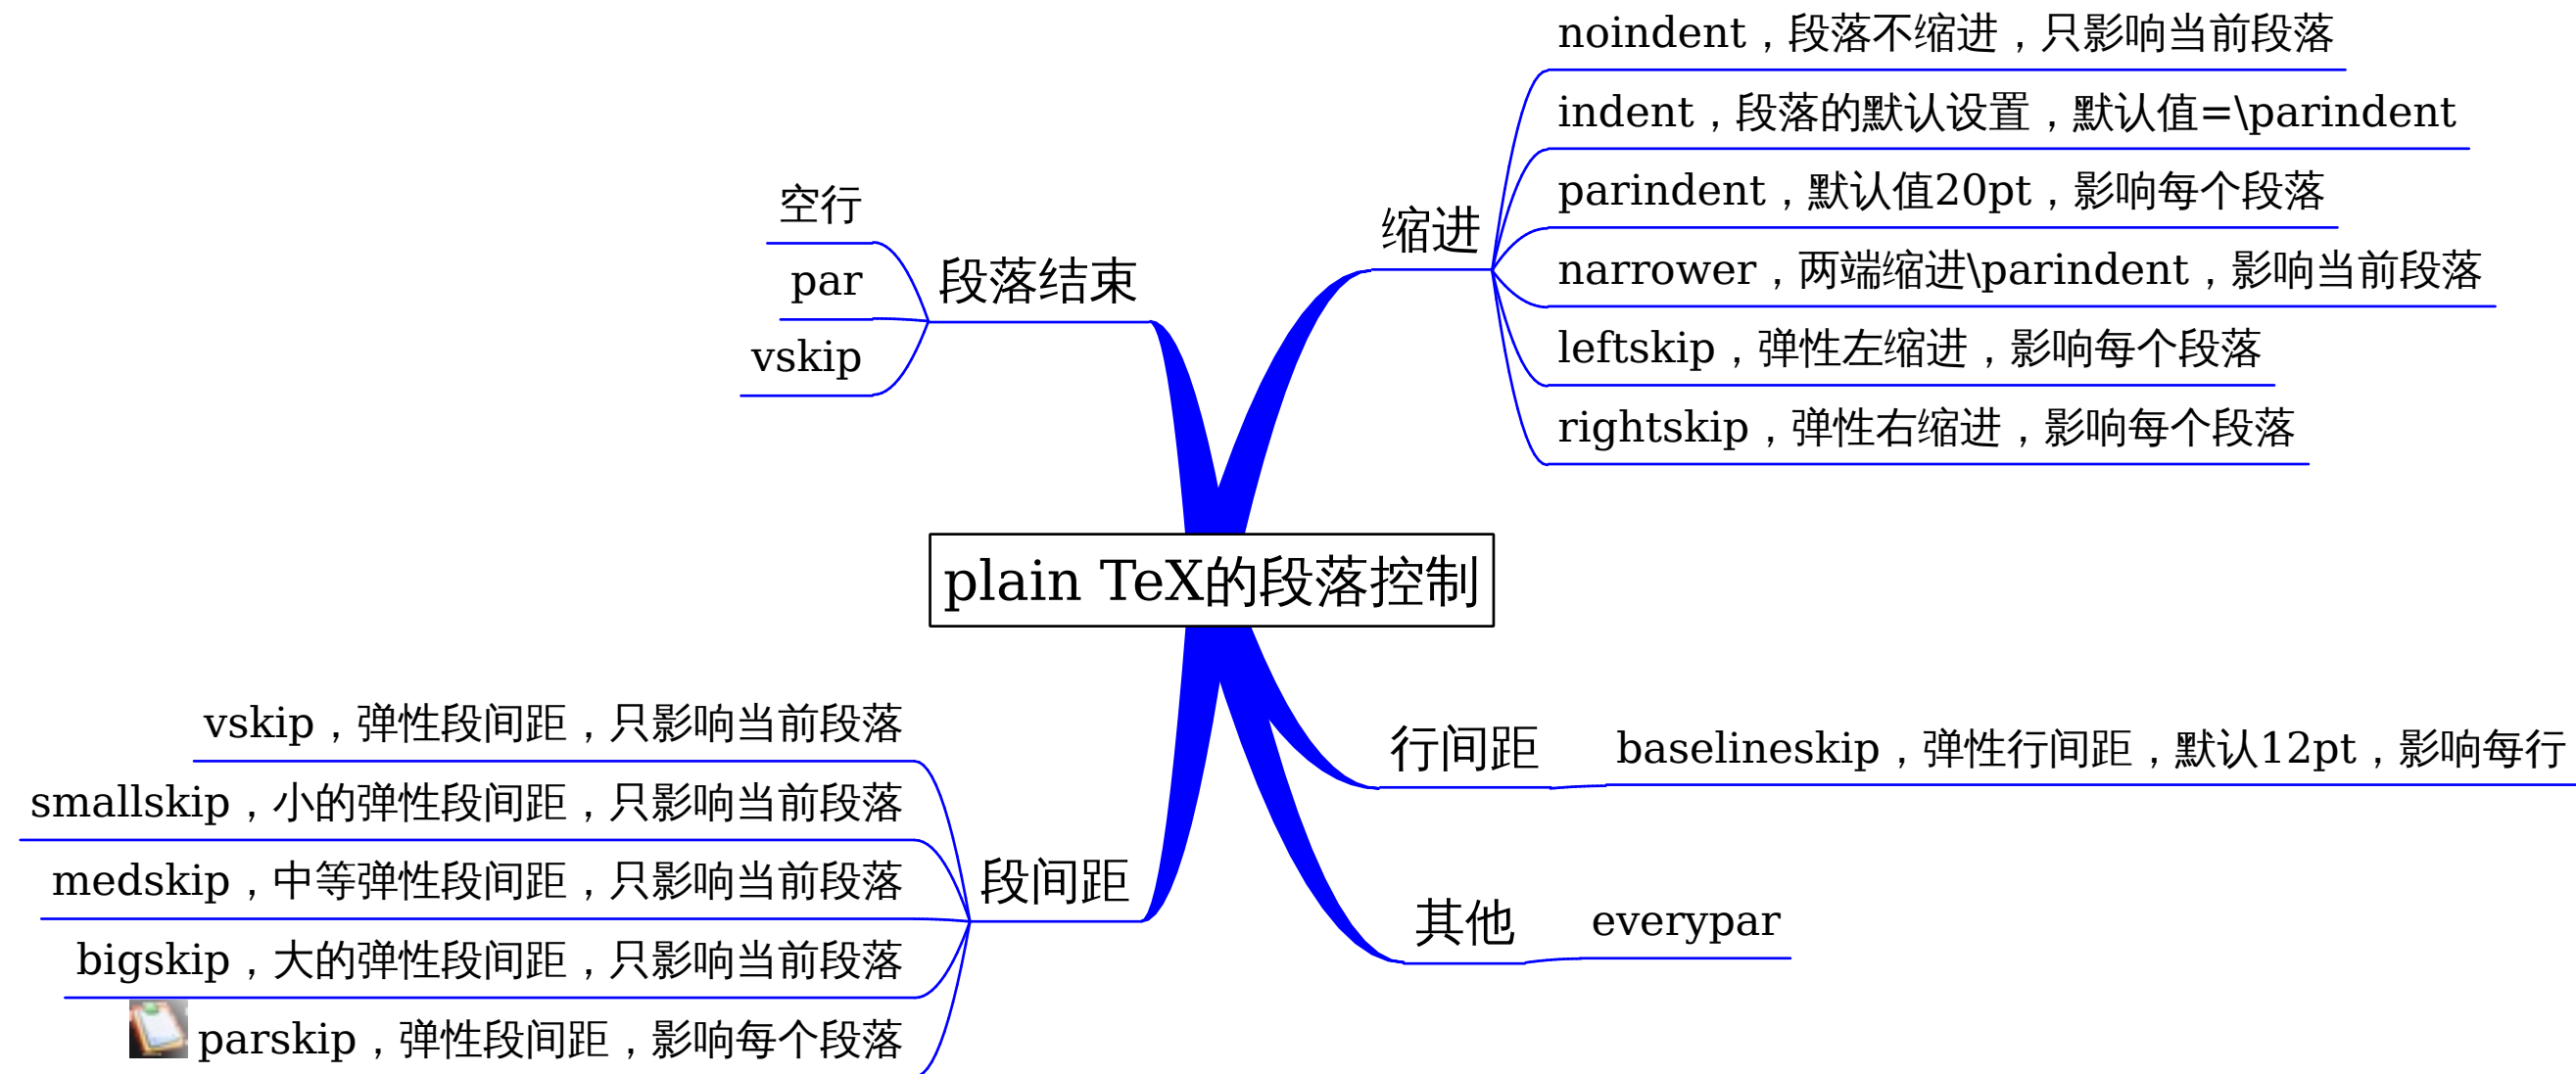 plain TeX的段落控制
缩进
noindent，段落不缩进，只影响当前段落
indent，段落的默认设置，默认值=\parindent
parindent，默认值20pt，影响每个段落
narrower，两端缩进\parindent，影响当前段落
leftskip，弹性左缩进，影响每个段落
rightskip，弹性右缩进，影响每个段落
行间距
baselineskip，弹性行间距，默认12pt，影响每行
其他
everypar
段落结束
空行
par
vskip
段间距
vskip，弹性段间距，只影响当前段落
smallskip，小的弹性段间距，只影响当前段落
medskip，中等弹性段间距，只影响当前段落
bigskip，大的弹性段间距，只影响当前段落
parskip，弹性段间距，影响每个段落